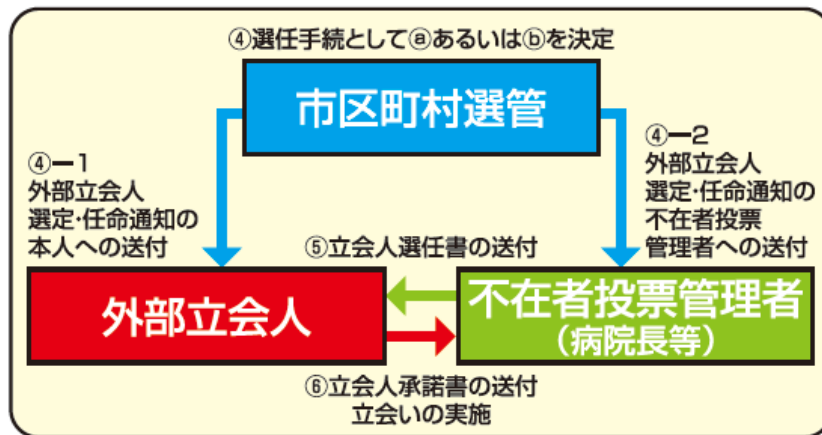 ④選任手続としてⓐあるいはⓑを決定
市区町村選管
④ー1
外部立会人
選定・任命通知の
本人への送付
④ー2
外部立会人
選定・任命通知の
不在者投票
管理者への送付
⑤立会人選任書の送付
外部立会人
不在者投票管理者
（病院長等）
⑥立会人承諾書の送付
立会いの実施